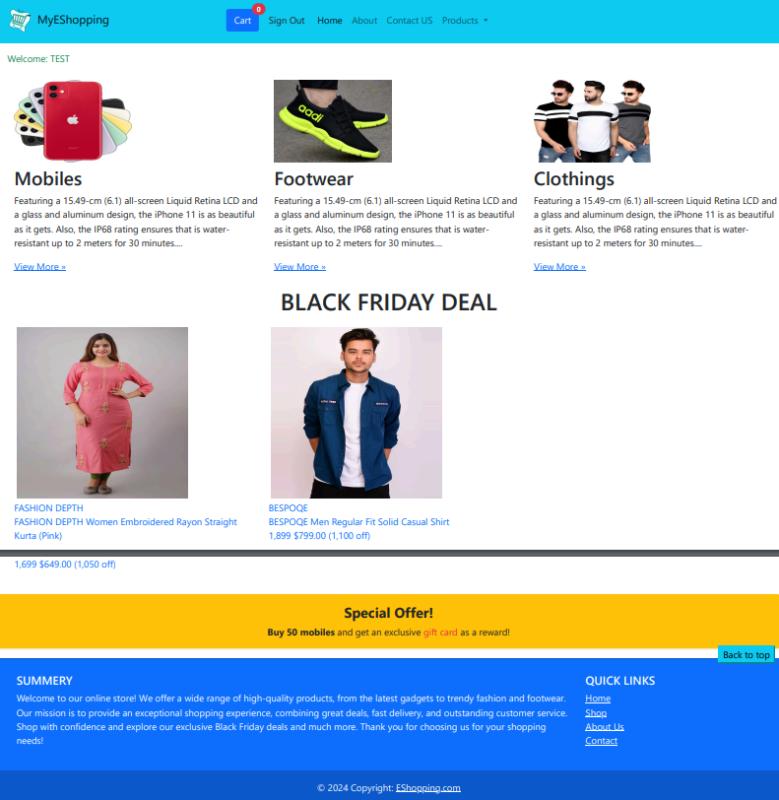 MyEShopping
Cart 0 Sign Out Home About Contact US Products
Welcome: TEST
aadi
Mobiles
Featuring a 15.49-cm (6.1) all-screen Liquid Retina LCD and
a glass and aluminum design, the iPhone 11 is as beautiful
as it gets. Also, the IP68 rating ensures that is water-
resistant up to 2 meters for 30 minutes....
View More »
Footwear
Featuring a 15.49-cm (6.1) all-screen Liquid Retina LCD and
a glass and aluminum design, the iPhone 11 is as beautiful
as it gets. Also, the IP68 rating ensures that is water-
resistant up to 2 meters for 30 minutes....
View More »
Clothings
Featuring a 15.49-cm (6.1) all-screen Liquid Retina LCD and
a glass and aluminum design, the iPhone 11 is as beautiful
as it gets. Also, the IP68 rating ensures that is water-
resistant up to 2 meters for 30 minutes....
View More »
BLACK FRIDAY DEAL
FASHION DEPTH
FASHION DEPTH Women Embroidered Rayon Straight
Kurta (Pink)
1,699 $649.00 (1,050 off)
BESPOQE
BESPOQE Men Regular Fit Solid Casual Shirt
1,899 $799.00 (1,100 off)
Special Offer!
Buy 50 mobiles and get an exclusive gift card as a reward!
Back to top
SUMMERY
Welcome to our online store! We offer a wide range of high-quality products, from the latest gadgets to trendy fashion and footwear.
Our mission is to provide an exceptional shopping experience, combining great deals, fast delivery, and outstanding customer service.
Shop with confidence and explore our exclusive Black Friday deals and much more. Thank you for choosing us for your shopping
needs!
QUICK LINKS
Home
Shop
About Us
Contact
© 2024 Copyright: EShopping.com